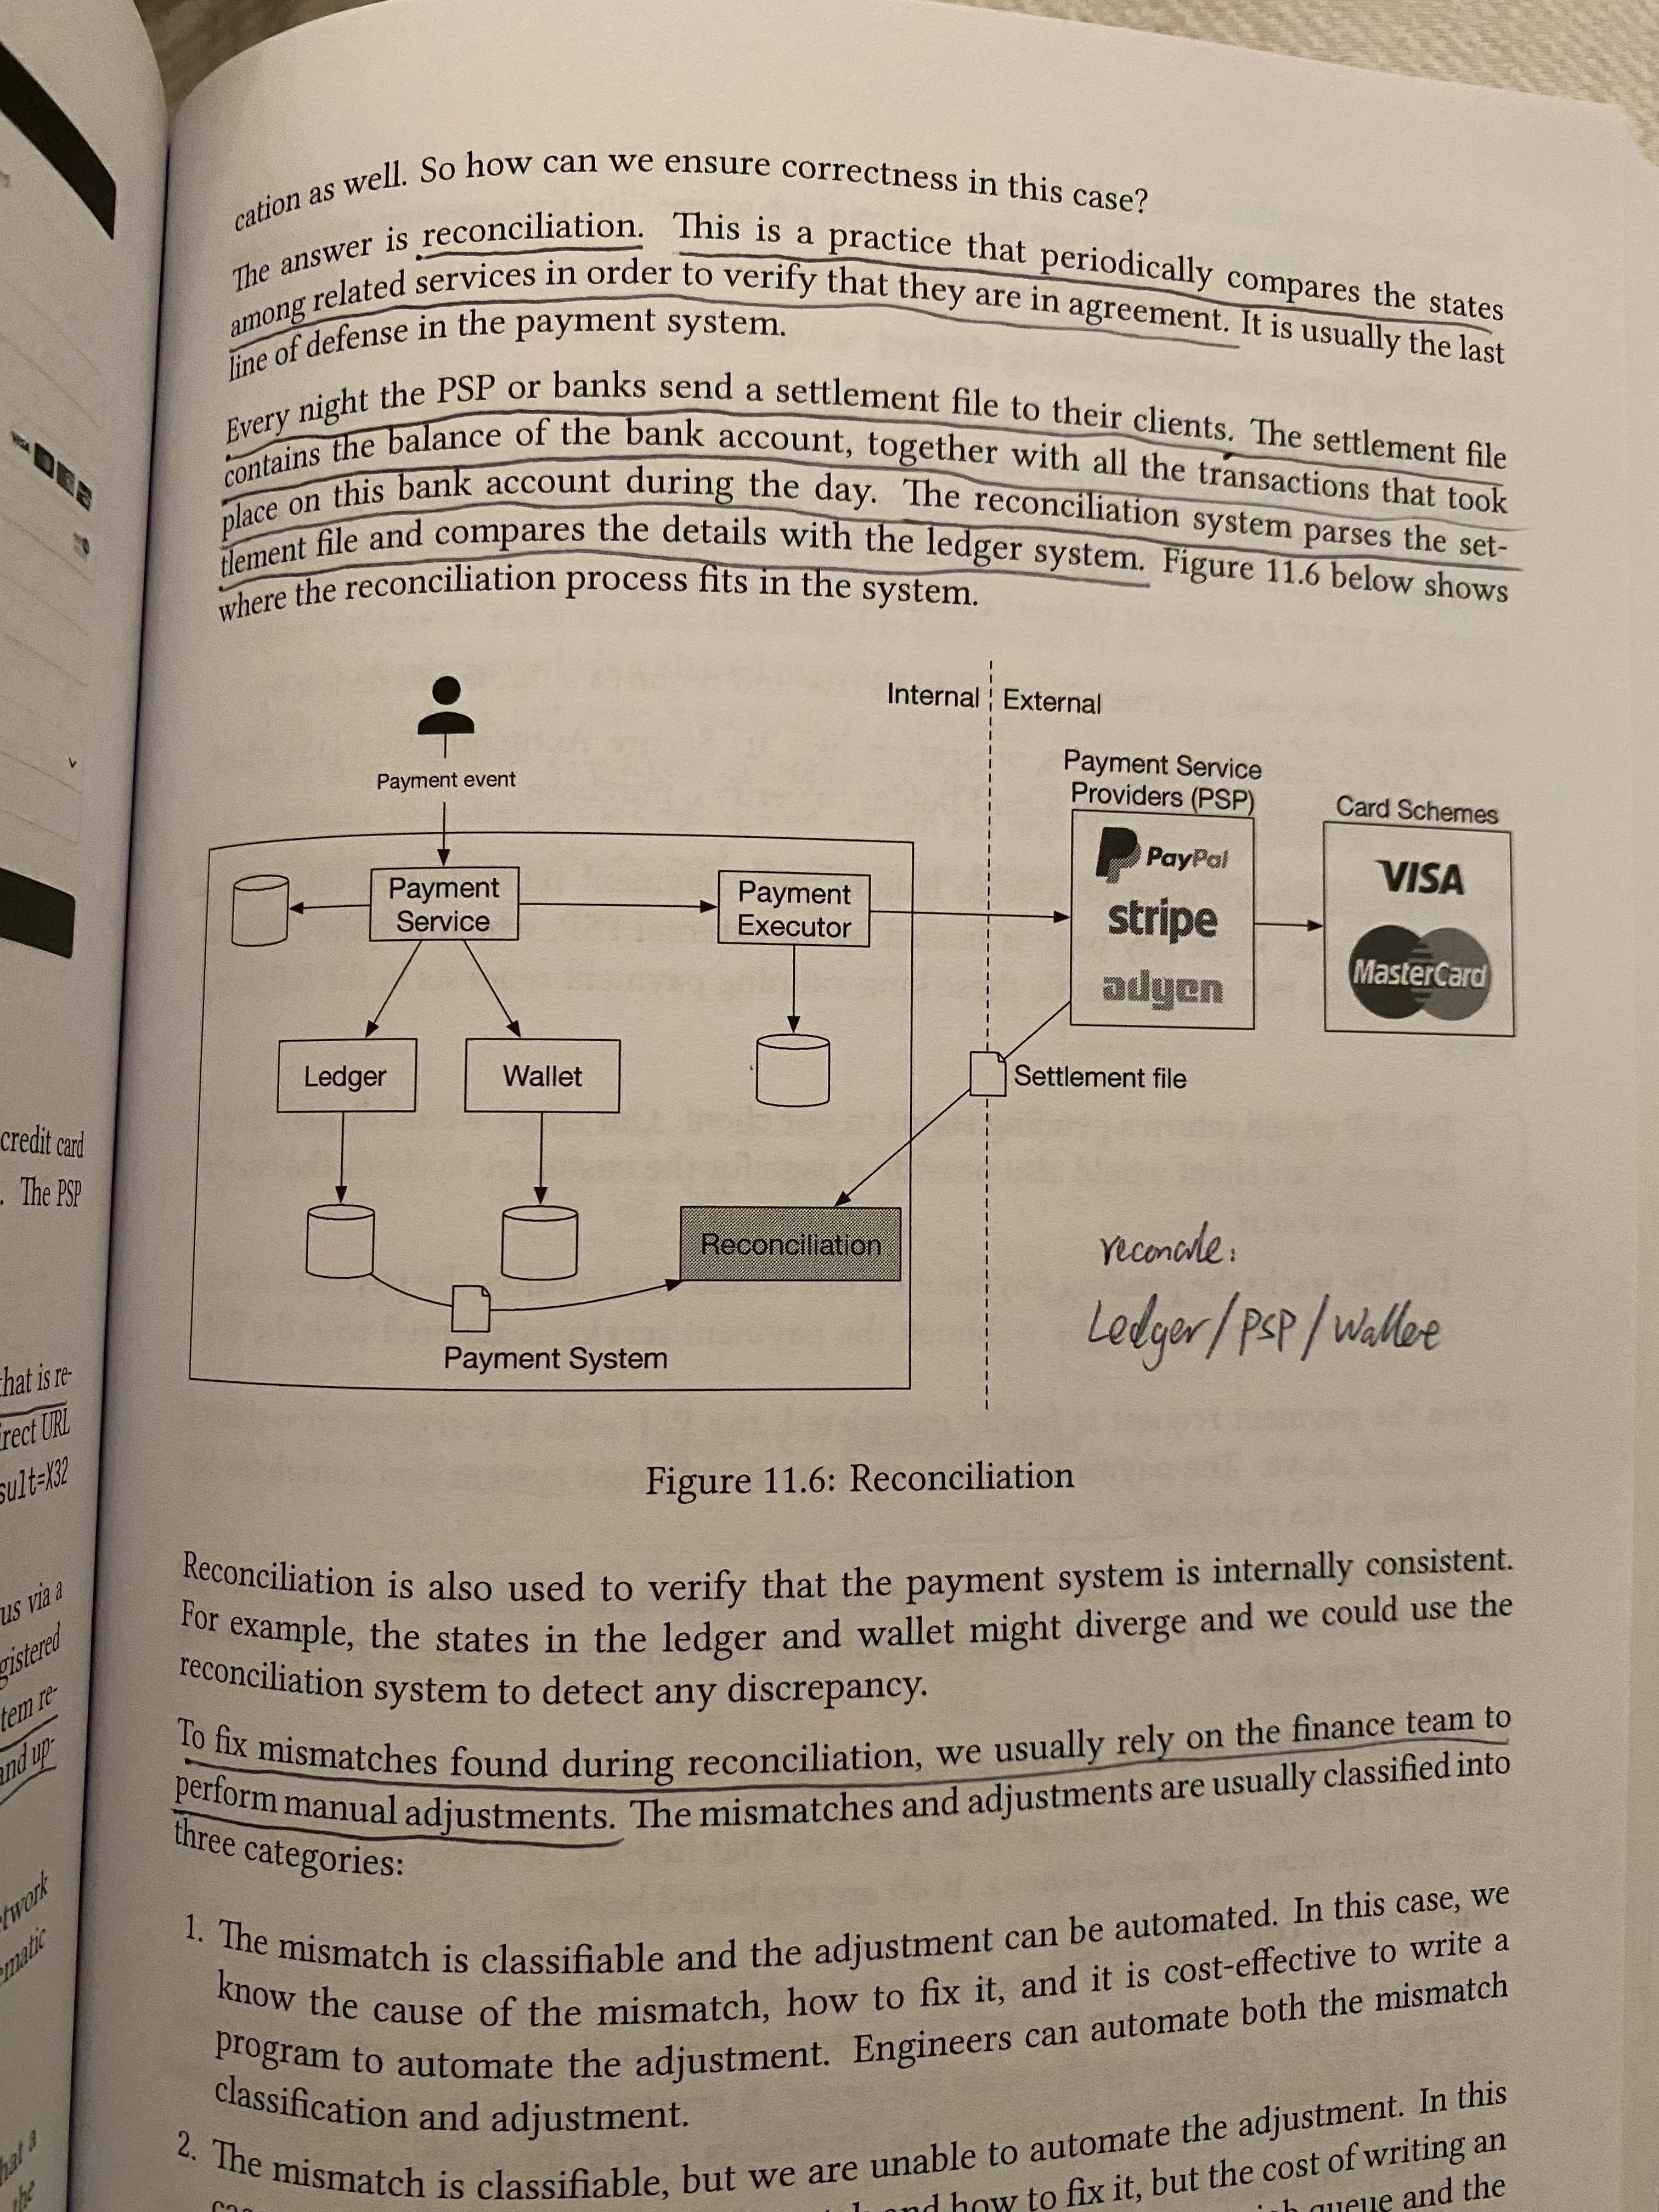 cation as well. So how can we ensure correctness in this case?
The answer is reconciliation. This is a practice that periodically compares the states
among related services in order to verify that they are in agreement. It is usually the last
line of defense in the payment system.
Every night the PSP or banks send a settlement file to their clients. The settlement file
contains the balance of the bank account, together with all the transactions that took
place on this bank account during the day. The reconciliation system parses the set-
tlement file and compares the details with the ledger system. Figure 11.6 below shows
where the reconciliation process fits in the system.
Internal External
Payment event
Payment Service
Providers (PSP)
Card Schemes
PayPal
stripe
adyen
VISA
MasterCard
Payment
Service
Payment
Executor
Ledger
Wallet
Settlement file
Reconciliation
Payment System
reconcile:
Ledger/PSP/Wallet
Figure 11.6: Reconciliation
Reconciliation is also used to verify that the payment system is internally consistent.
For example, the states in the ledger and wallet might diverge and we could use the
reconciliation system to detect any discrepancy.
To fix mismatches found during reconciliation, we usually rely on the finance team to
perform manual adjustments. The mismatches and adjustments are usually classified into
three categories:
1. The mismatch is classifiable and the adjustment can be automated. In this case, we
know the cause of the mismatch, how to fix it, and it is cost-effective to write a
program to automate the adjustment. Engineers can automate both the mismatch
classification and adjustment.
2. The mismatch is classifiable, but we are unable to automate the adjustment. In this
and how to fix it, but the cost of writing an
queue and the
credit card
. The PSP
that is re-
sult=X32
us via a